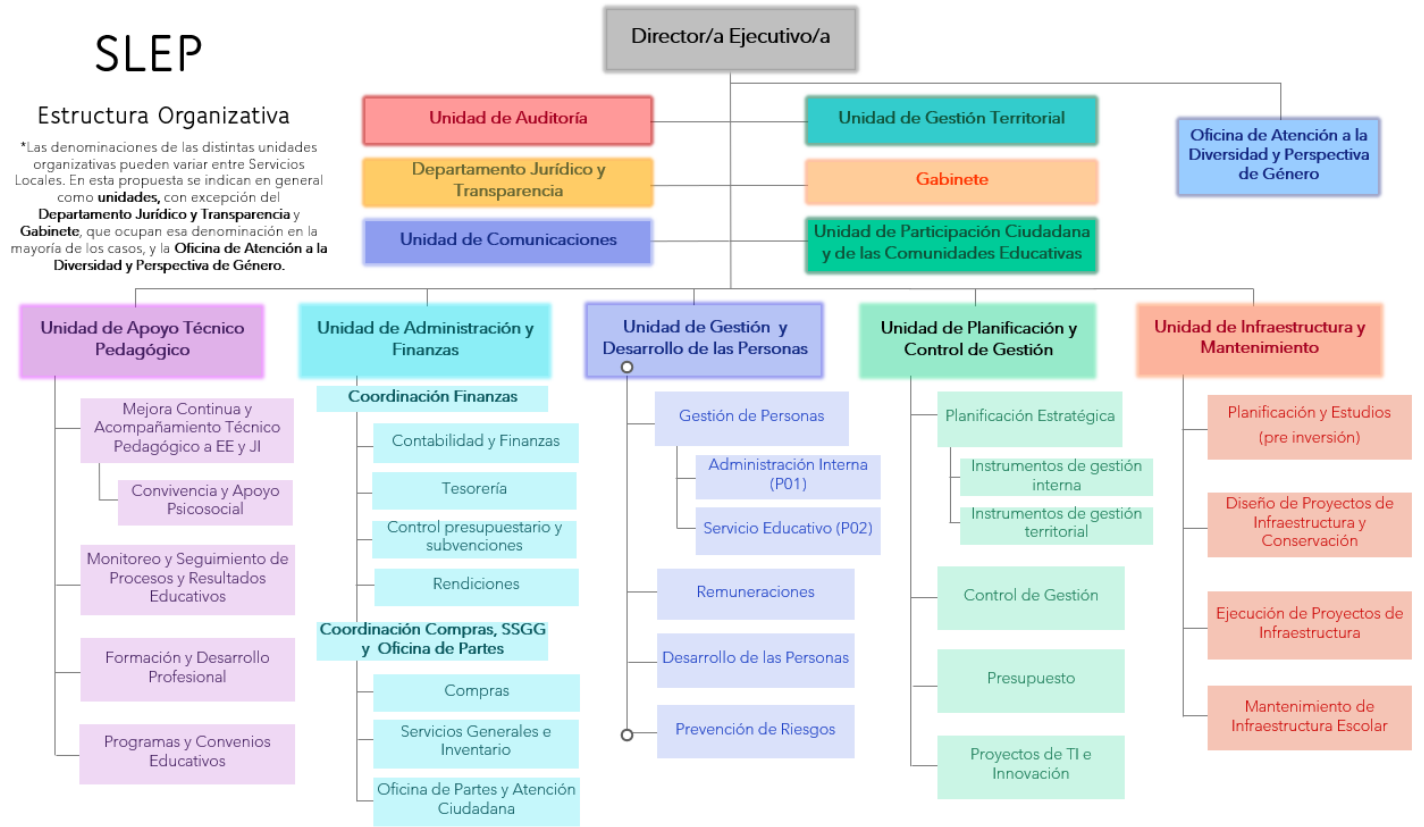 SLEP
Estructura Organizativa
*Las denominaciones de las distintas unidades
organizativas pueden variar entre Servicios
Locales. En esta propuesta se indican en general
como unidades, con excepción del
Departamento Jurídico y Transparencia y
Gabinete, que ocupan esa denominación en la
mayoría de los casos, y la Oficina de Atención a la
Diversidad y Perspectiva de Género.
Director/a Ejecutivo/a
Unidad de Auditoría
Unidad de Gestión Territorial
Departamento Jurídico y
Transparencia
Gabinete
Unidad de Comunicaciones
Unidad de Participación Ciudadana
y de las Comunidades Educativas
Oficina de Atención a la
Diversidad y Perspectiva
de Género
Unidad de Apoyo Técnico
Pedagógico
Mejora Continua y
Acompañamiento Técnico
Pedagógico a EE y JI
Convivencia y Apoyo
Psicosocial
Monitoreo y Seguimiento de
Procesos y Resultados
Educativos
Formación y Desarrollo
Profesional
Programas y Convenios
Educativos
Unidad de Administración y
Finanzas
Coordinación Finanzas
Contabilidad y Finanzas
Tesorería
Control presupuestario y
subvenciones
Rendiciones
Coordinación Compras, SSGG
y Oficina de Partes
Compras
Servicios Generales e
Inventario
Oficina de Partes y Atención
Ciudadana
Unidad de Gestión y
Desarrollo de las Personas
Gestión de Personas
Administración Interna
(P01)
Servicio Educativo (P02)
Remuneraciones
Desarrollo de las Personas
Prevención de Riesgos
Unidad de Planificación y
Control de Gestión
Planificación Estratégica
Instrumentos de gestión
interna
Instrumentos de gestión
territorial
Control de Gestión
Presupuesto
Proyectos de TI e
Innovación
Unidad de Infraestructura y
Mantenimiento
Planificación y Estudios
(pre inversión)
Diseño de Proyectos de
Infraestructura y
Conservación
Ejecución de Proyectos de
Infraestructura
Mantenimiento de
Infraestructura Escolar